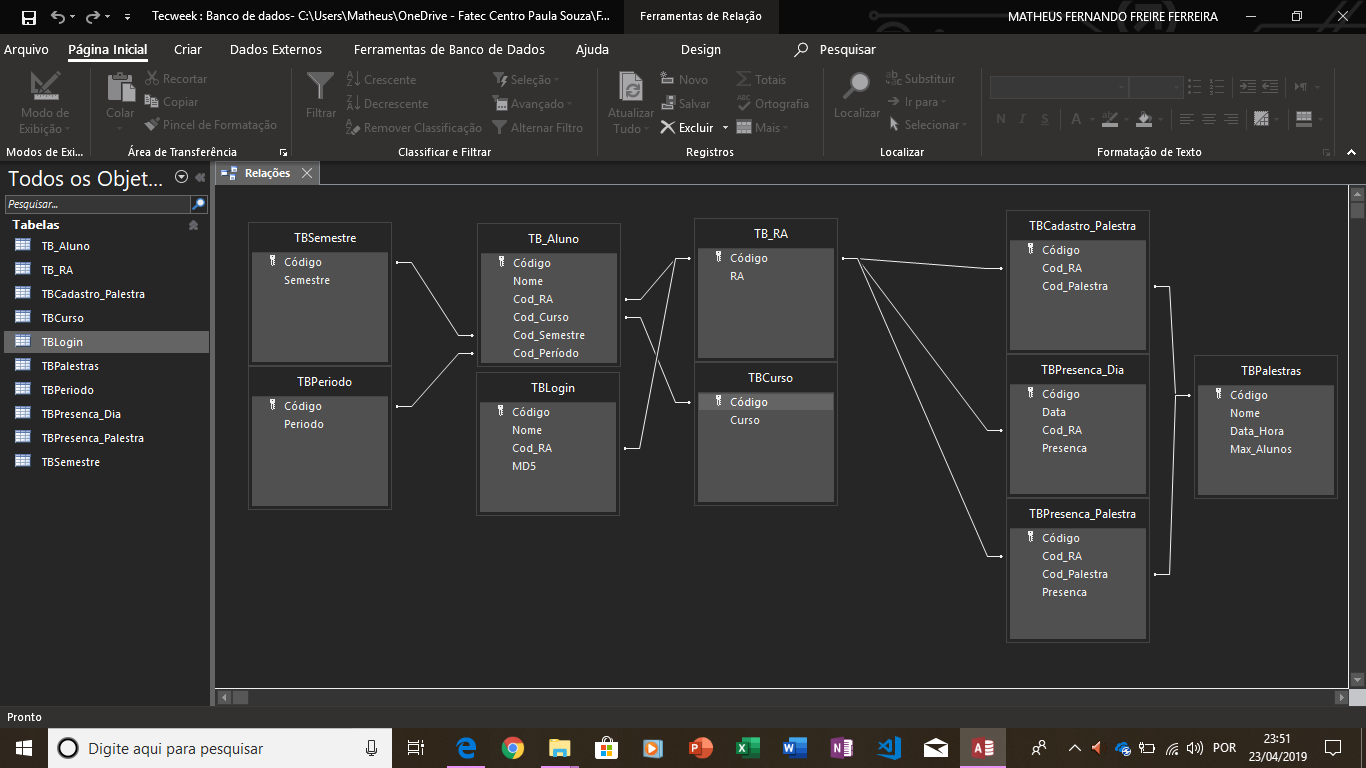 Tecweek : Banco de dados- C:\Users\Matheus\OneDrive - Fatec Centro Paula Souza\F...
Ferramentas de Relação
MATHEUS FERNANDO FREIRE FERREIRA
Arquivo
Página Inicial
Criar
Dados Externos
Ferramentas de Banco de Dados
Ajuda
Design
Pesquisar
Modo de
Exibição
Modos de Exi...
Colar
Recortar
Copiar
Pincel de Formatação
Área de Transferência
Filtrar
Crescente
Decrescente
Remover Classificação
Seleção
Avançado
Alternar Filtro
Classificar e Filtrar
Atualizar
Tudo
Novo
Salvar
Excluir
Totais
Ortografia
Mais
Registros
Localizar
Substituir
Ir para
Selecionar
Localizar
N I S
A
Formatação de Texto
Todos os Objet...
Pesquisar...
Tabelas
TB_Aluno
TB_RA
TBCadastro_Palestra
TBCurso
TBLogin
TBPalestras
TBPeriodo
TBPresenca_Dia
TBPresenca_Palestra
TBSemestre
Relações
TBSemestre
Código
Semestre
TBPeriodo
Código
Periodo
TB_Aluno
Código
Nome
Cod_RA
Cod_Curso
Cod_Semestre
Cod_Período
TBLogin
Código
Nome
Cod_RA
MD5
TB_RA
Código
RA
TBCurso
Código
Curso
TBCadastro_Palestra
Código
Cod_RA
Cod_Palestra
TBPresenca_Dia
Código
Data
Cod_RA
Presenca
TBPresenca_Palestra
Código
Cod_RA
Cod_Palestra
Presenca
TBPalestras
Código
Nome
Data_Hora
Max_Alunos
Pronto
Digite aqui para pesquisar
POR
23:51
23/04/2019